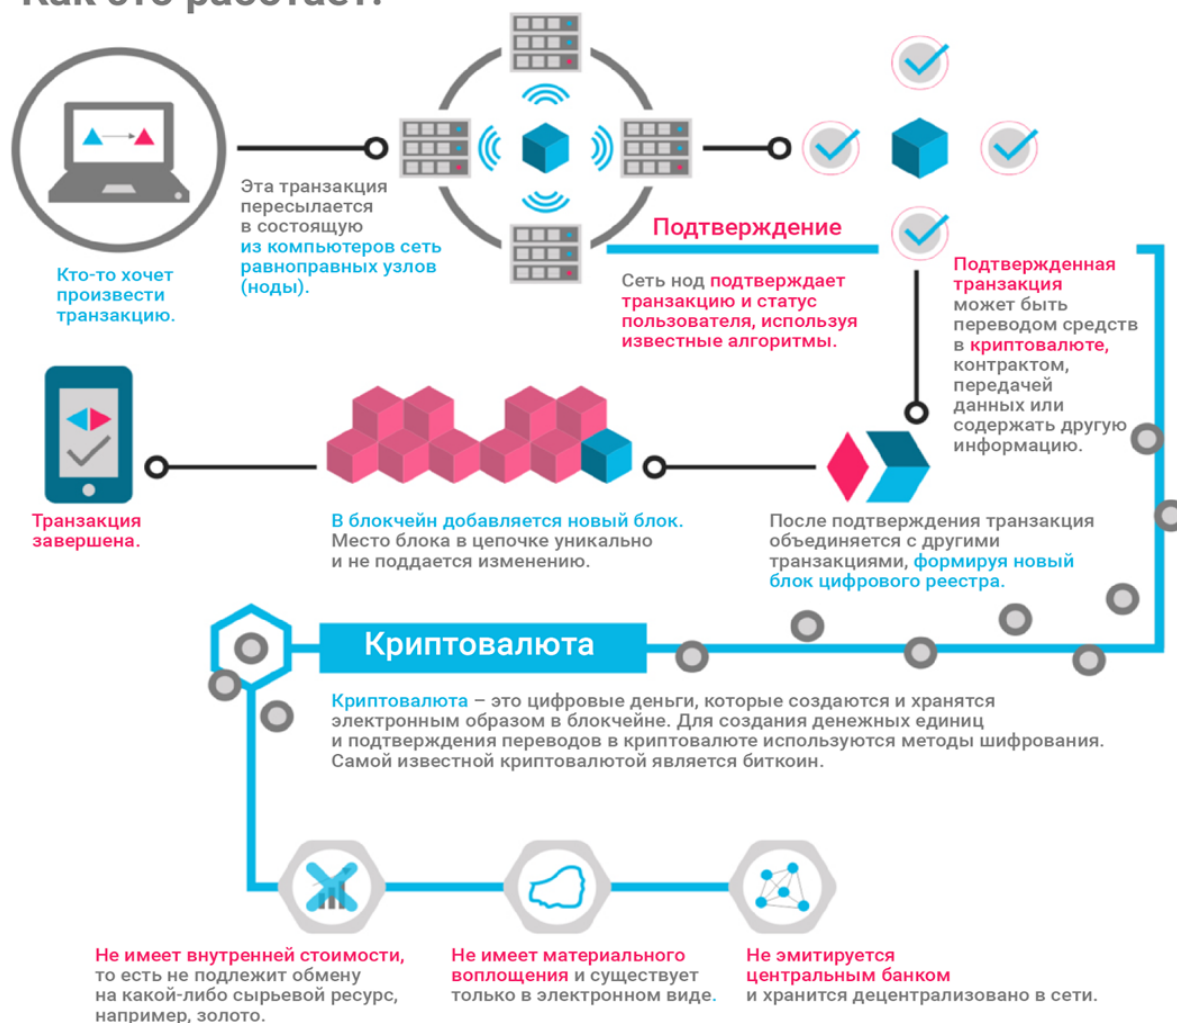 Как это работает?
Кто-то хочет
произвести
транзакцию.
Эта транзакция
пересылается
в состоящую
из компьютеров сеть
равноправных узлов
(ноды).
Подтверждение
Сеть нод подтверждает
транзакцию и статус
пользователя, используя
известные алгоритмы.
Подтвержденная
транзакция
может быть
переводом средств
в криптовалюте,
контрактом,
передачей
данных или
содержать другую
информацию.
После подтверждения транзакция
объединяется с другими
транзакциями, формируя новый
блок цифрового реестра.
В блокчейн добавляется новый блок.
Место блока в цепочке уникально
и не поддается изменению.
Транзакция
завершена.
Криптовалюта
Криптовалюта – это цифровые деньги, которые создаются и хранятся
электронным образом в блокчейне. Для создания денежных единиц
и подтверждения переводов в криптовалюте используются методы шифрования.
Самой известной криптовалютой является биткоин.
Не имеет внутренней стоимости,
то есть не подлежит обмену
на какой-либо сырьевой ресурс,
например, золото.
Не имеет материального
воплощения и существует
только в электронном виде.
Не эмитируется
центральным банком
и хранится децентрализовано в сети.